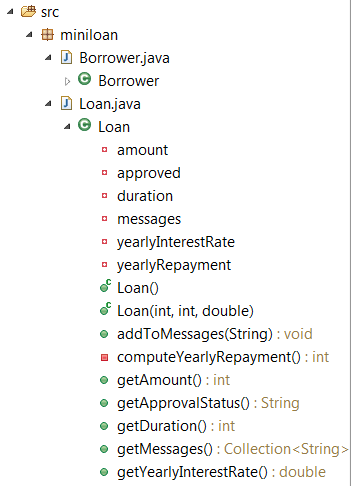 src
miniloan
Borrower.java
Borrower
Loan.java
Loan
amount
approved
duration
messages
yearlyInterestRate
yearlyRepayment
Loan()
Loan(int, int, double)
addToMessages(String) : void
computeYearlyRepayment() : int
getAmount() : int
getApprovalStatus() : String
getDuration() : int
getMessages() : Collection<String>
getYearlyInterestRate() : double